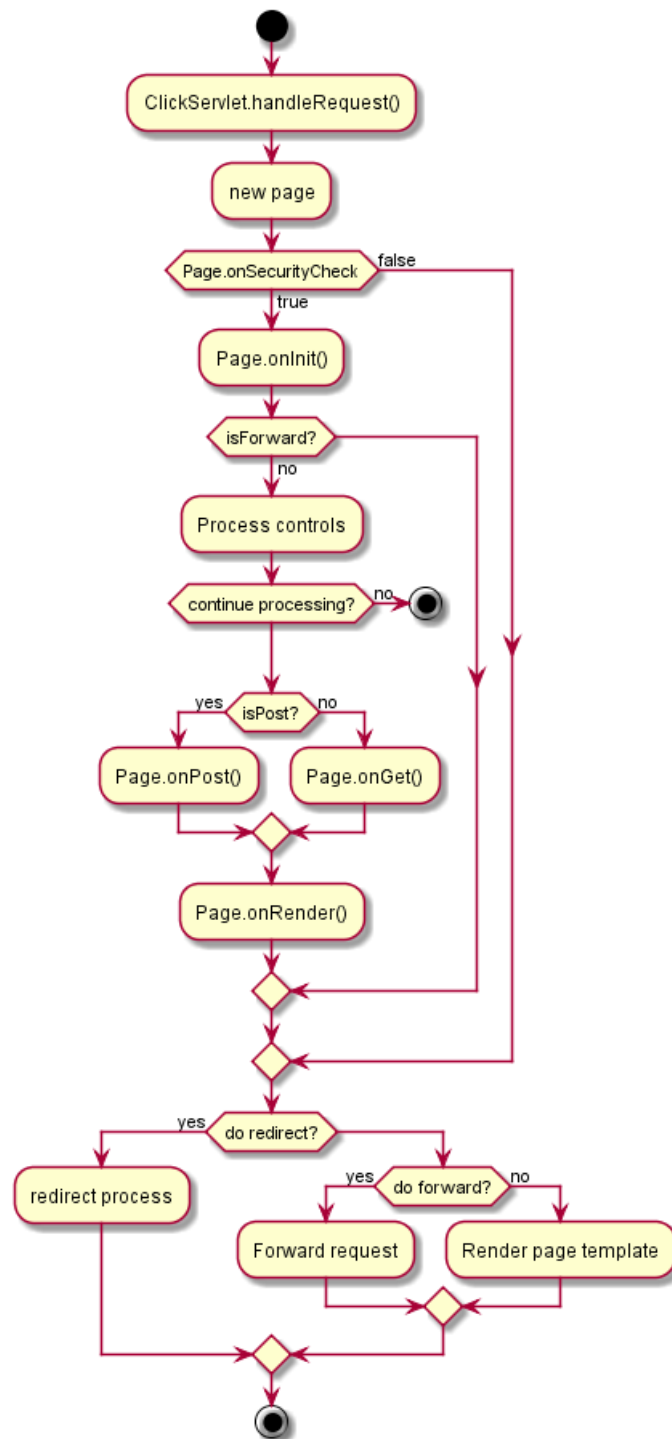 ClickServlet.handleRequest()
new page
Page.onSecurityCheck
false
true
Page.onInit()
isForward?
no
Process controls
continue processing?
no
yes
isPost?
no
Page.onPost()
Page.onGet()
Page.onRender()
yes
do redirect?
redirect process
yes
do forward?
no
Forward request
Render page template